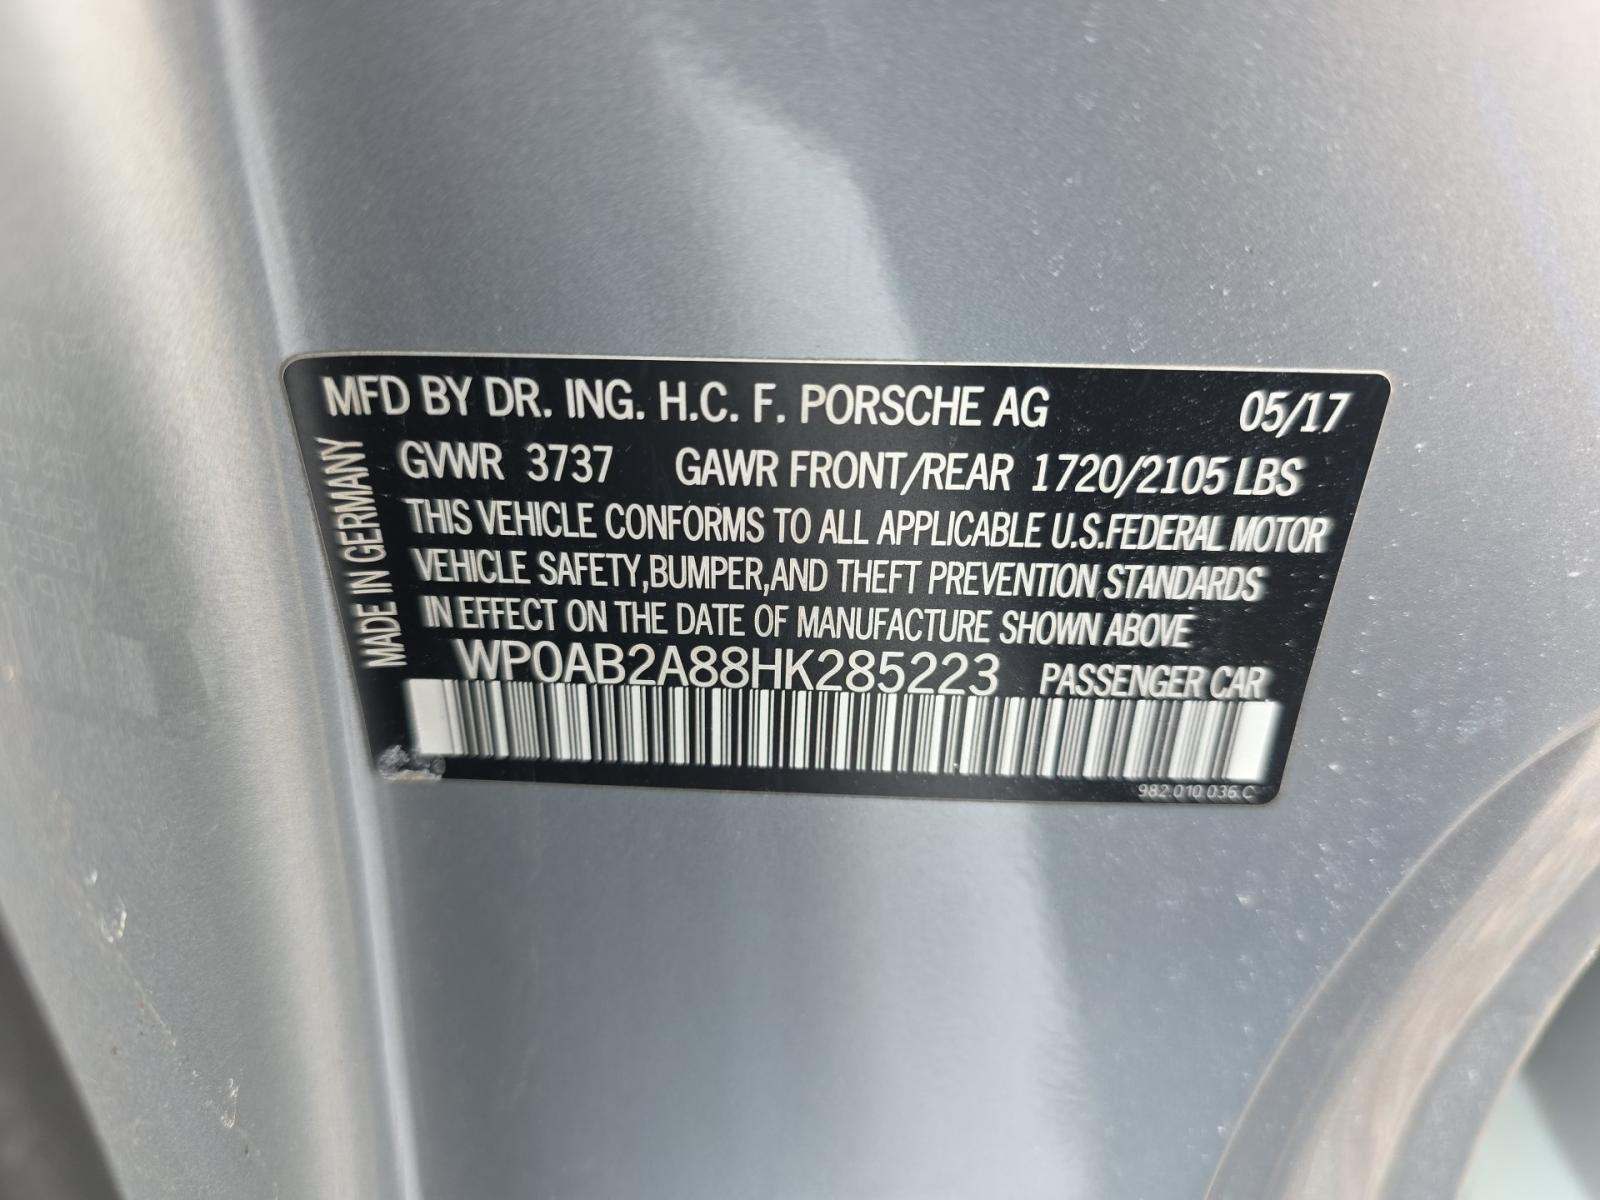 MFD BY DR. ING. H.C. F. PORSCHE AG 05/17
GVWR 3737 GAWR FRONT/REAR 1720/2105 LBS
THIS VEHICLE CONFORMS TO ALL APPLICABLE U.S.FEDERAL MOTOR
VEHICLE SAFETY,BUMPER,AND THEFT PREVENTION STANDARDS
IN EFFECT ON THE DATE OF MANUFACTURE SHOWN ABOVE
WP0AB2A88HK285223 PASSENGER CAR
982.010.036.C
MADE IN GERMANY